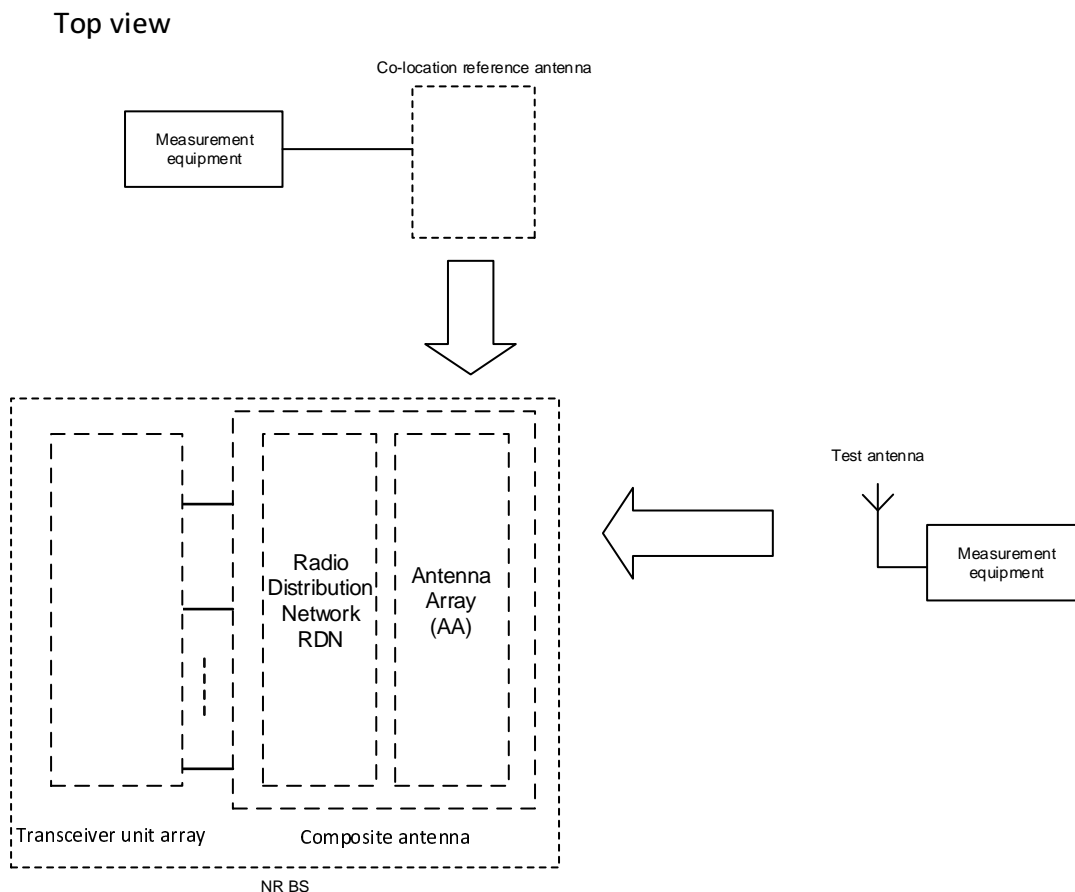 Top view
Co-location reference antenna
Measurement
equipment
Test antenna
Measurement
equipment
Radio
Distribution
Network
RDN
Antenna
Array
(AA)
Transceiver unit array
Composite antenna
NR BS